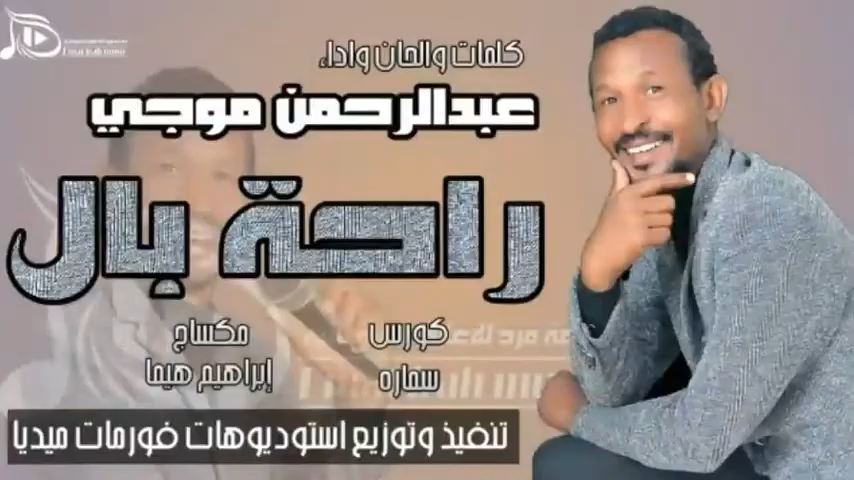 كلمات والحان واداء
عبدالرحمن موجي
راحة بال
كورس
سماره
مكساج
إبراهيم هيما
تنفيذ وتوزيع استوديوهات فورمات ميديا